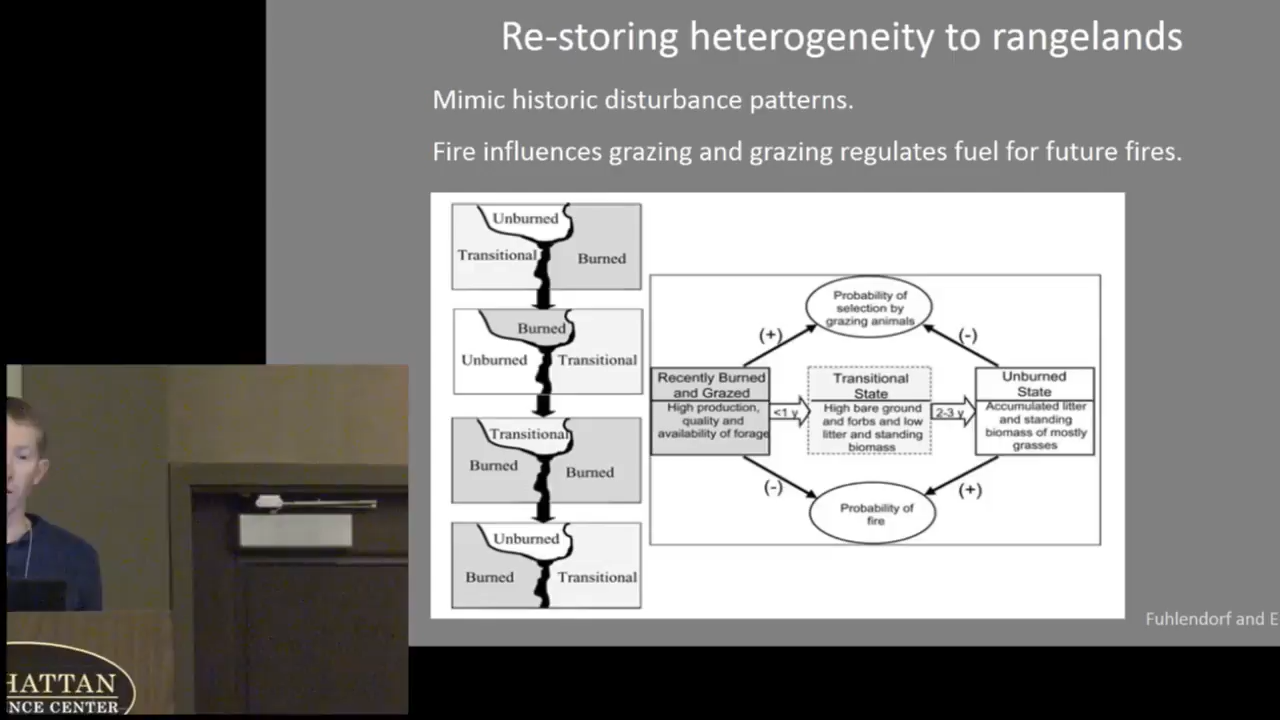 Re-storing heterogeneity to rangelands
Mimic historic disturbance patterns.
Fire influences grazing and grazing regulates fuel for future fires.
Unburned
Transitional
Burned
Burned
Unburned
Transitional
Transitional
Burned
Burned
Unburned
Burned
Transitional
Probability of
selection by
grazing animals
(+)
(-)
Recently Burned
and Grazed
High production,
quality and
availability of forage
<1 y
Transitional
State
High bare ground
and forbs and low
litter and standing
biomass
2-3 y
Unburned
State
Accumulated litter
and standing
biomass of mostly
grasses
(-)
(+)
Probability of
fire
Fuhlendorf and E
HATTAN
NCE CENTER